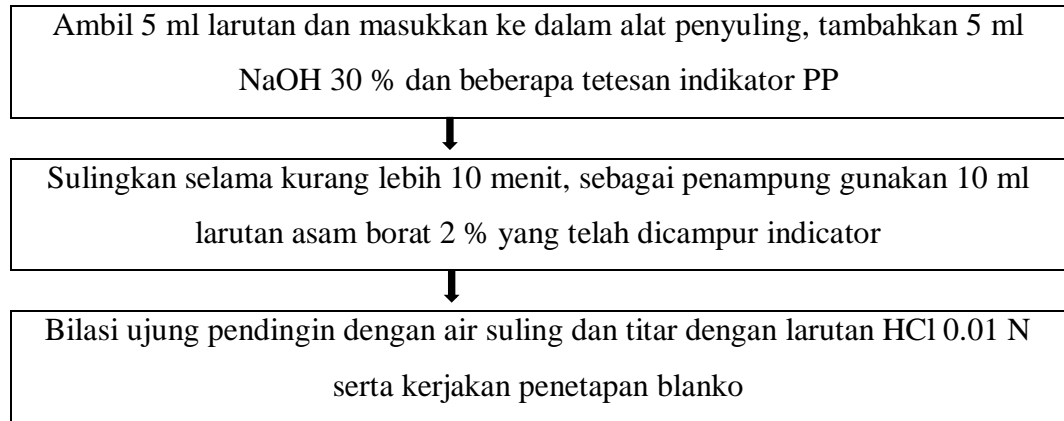 Ambil 5 ml larutan dan masukkan ke dalam alat penyuling, tambahkan 5 ml
NaOH 30 % dan beberapa tetesan indikator PP
Sulingkan selama kurang lebih 10 menit, sebagai penampung gunakan 10 ml
larutan asam borat 2 % yang telah dicampur indicator
Bilasi ujung pendingin dengan air suling dan titar dengan larutan HCl 0.01 N
serta kerjakan penetapan blanko